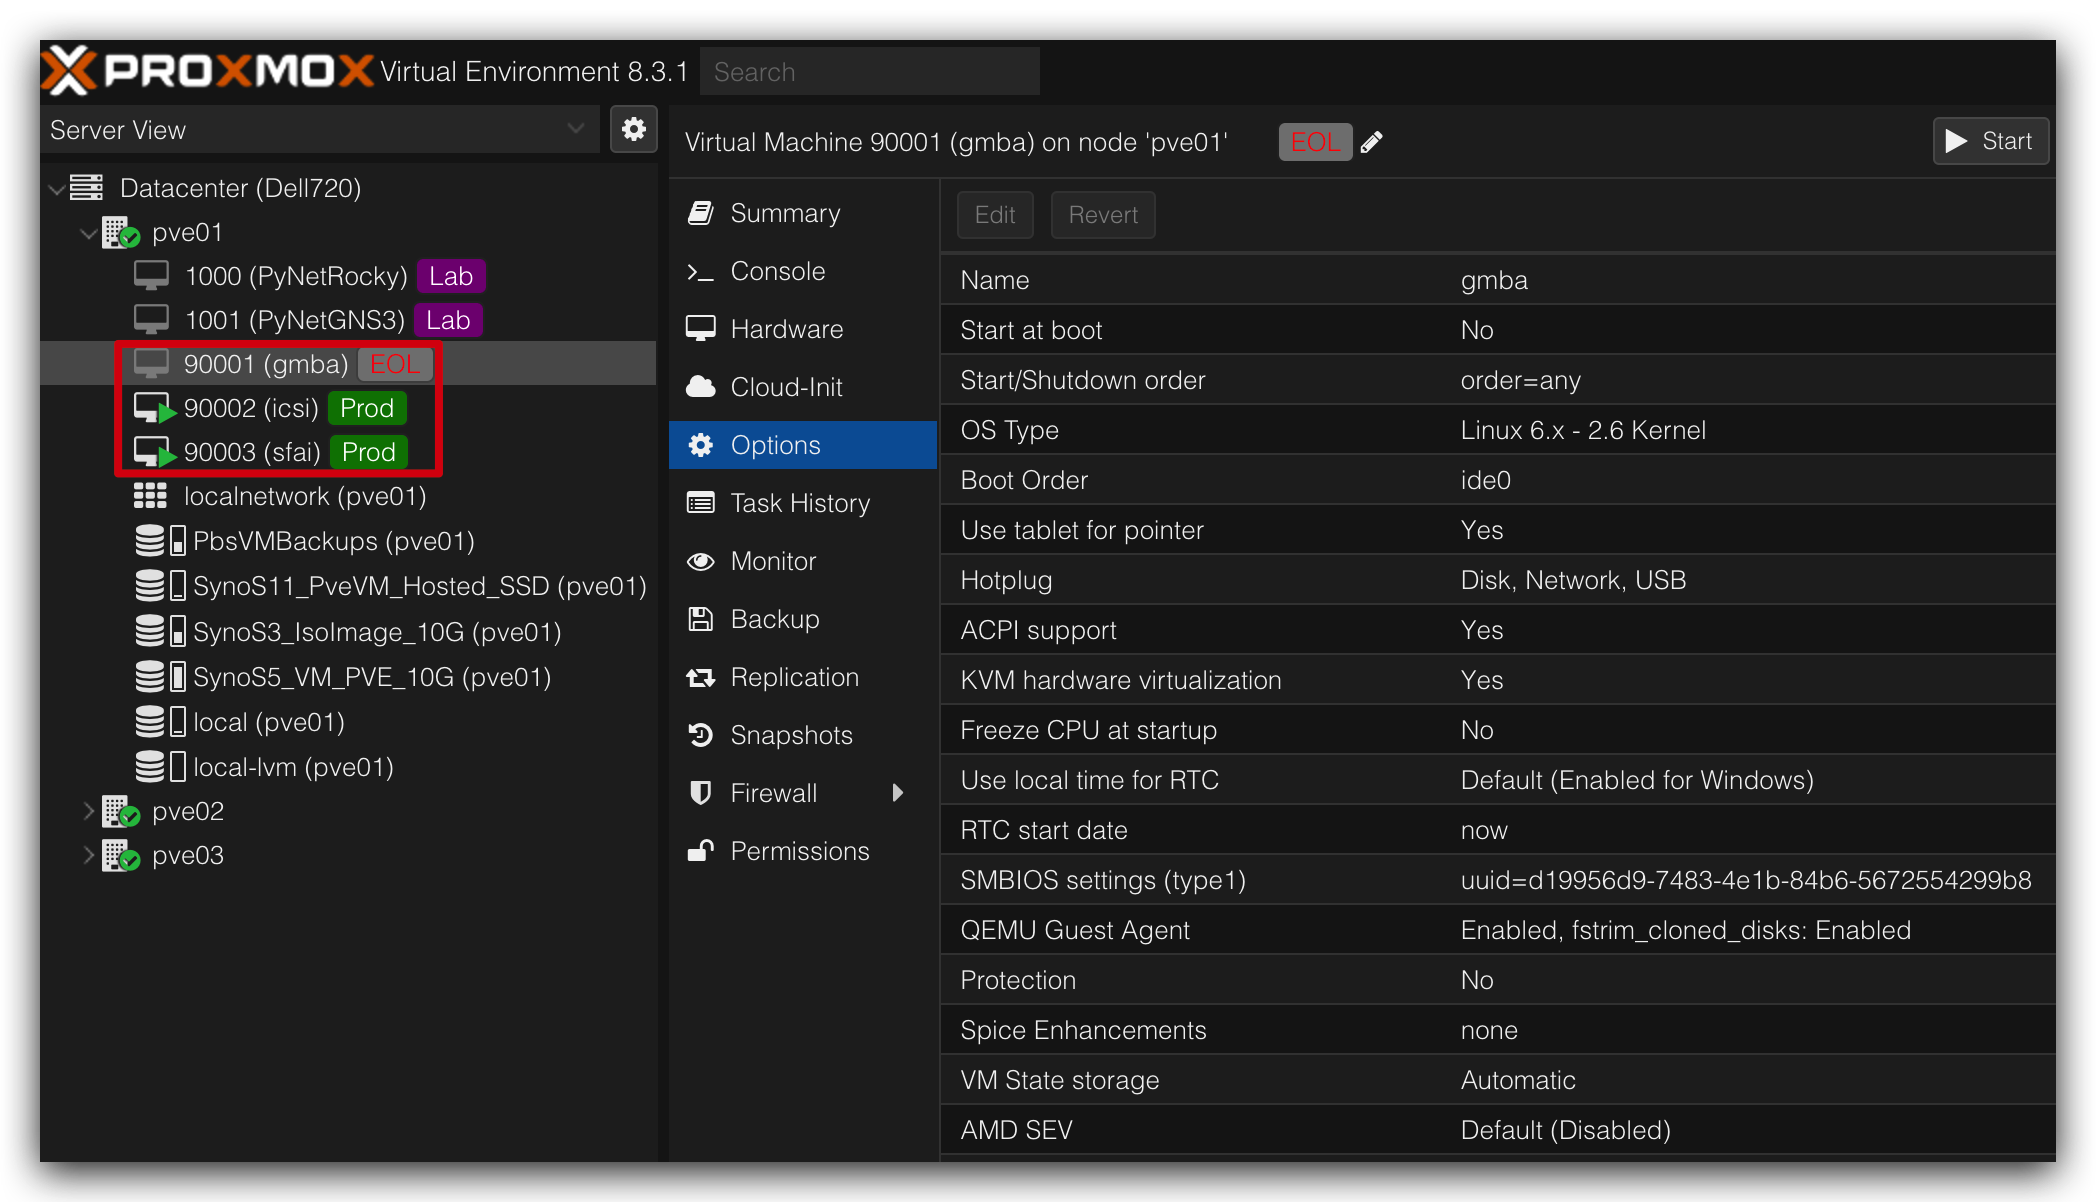 PROXMOX Virtual Environment 8.3.1 Search
Server View
Datacenter (Dell720)
pve01
1000 (PyNetRocky) Lab
1001 (PyNetGNS3) Lab
90001 (gmba) EOL
90002 (icsi) Prod
90003 (sfai) Prod
localnetwork (pve01)
PbsVMBackups (pve01)
SynoS11_PveVM_Hosted_SSD (pve01)
SynoS3_IsoImage_10G (pve01)
SynoS5_VM_PVE_10G (pve01)
local (pve01)
local-lvm (pve01)
pve02
pve03
Virtual Machine 90001 (gmba) on node 'pve01' EOL Start
Summary
Console
Hardware
Cloud-Init
Options
Task History
Monitor
Backup
Replication
Snapshots
Firewall
Permissions
Edit Revert
Name gmba
Start at boot No
Start/Shutdown order order=any
OS Type Linux 6.x - 2.6 Kernel
Boot Order ide0
Use tablet for pointer Yes
Hotplug Disk, Network, USB
ACPI support Yes
KVM hardware virtualization Yes
Freeze CPU at startup No
Use local time for RTC Default (Enabled for Windows)
RTC start date now
SMBIOS settings (type1) uuid=d19956d9-7483-4e1b-84b6-5672554299b8
QEMU Guest Agent Enabled, fstrim_cloned_disks: Enabled
Protection No
Spice Enhancements none
VM State storage Automatic
AMD SEV Default (Disabled)